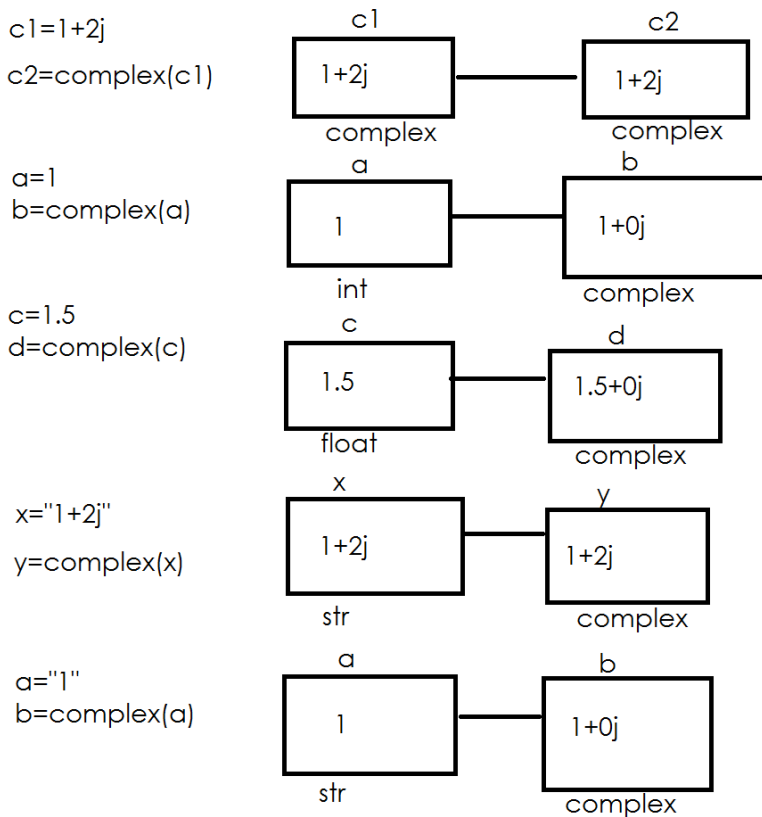 c1=1+2j
c2=complex(c1)
c1 c2
1+2j 1+2j
complex complex
a=1
b=complex(a)
a b
1 1+0j
int complex
c=1.5
d=complex(c)
c d
1.5 1.5+0j
float complex
x="1+2j"
y=complex(x)
x y
1+2j 1+2j
str complex
a="1"
b=complex(a)
a b
1 1+0j
str complex